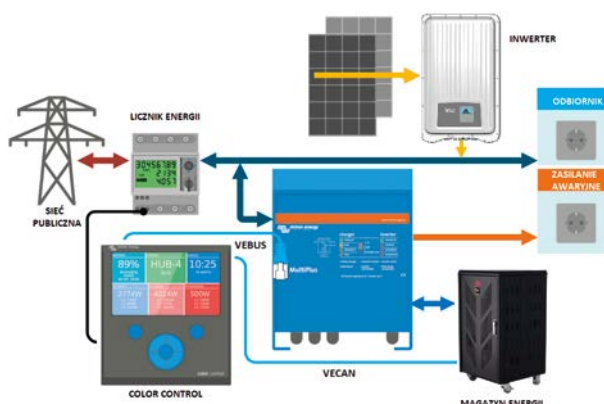 INWERTER
LICZNIK ENERGII
ODBIORNIK
ZASILANIE
AWARYJNE
SIEĆ
PUBLICZNA
VEBUS
MultiPlus
89%
HUB-4
10:25
500W
VECAN
COLOR CONTROL
MAGAZYN ENERGII